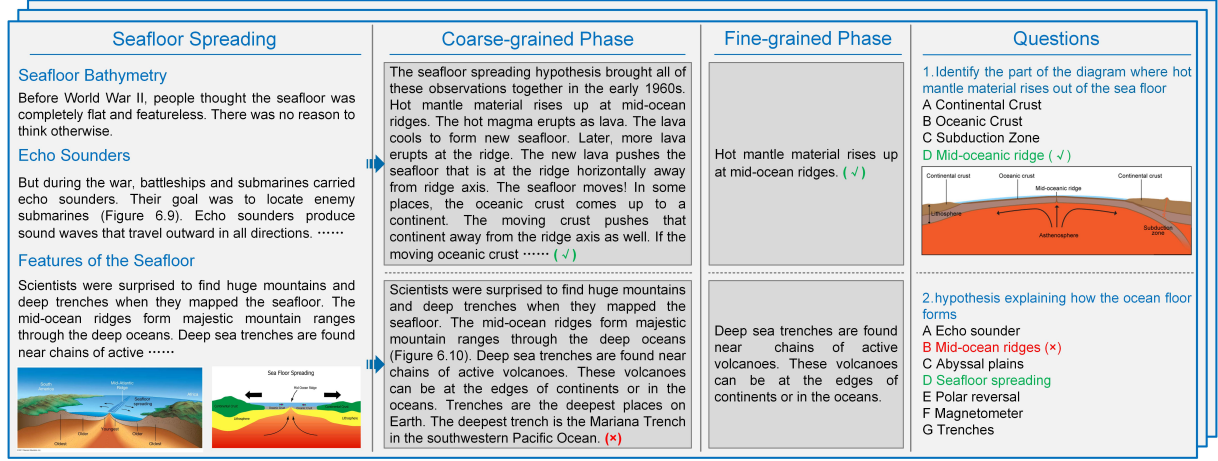 Seafloor Spreading
Seafloor Bathymetry
Before World War II, people thought the seafloor was
completely flat and featureless. There was no reason to
think otherwise.
Echo Sounders
But during the war, battleships and submarines carried
echo sounders. Their goal was to locate enemy
submarines (Figure 6.9). Echo sounders produce
sound waves that travel outward in all directions. ······
Features of the Seafloor
Scientists were surprised to find huge mountains and
deep trenches when they mapped the seafloor. The
mid-ocean ridges form majestic mountain ranges
through the deep oceans. Deep sea trenches are found
near chains of active ······
South America
Mid-Atlantic Ridge
Africa
Seafloor spreading
Oldest
Older
Youngest
Older
Oldest
Sea Floor Spreading
Mid Ocean Ridge
Lithosphere
Lithosphere
Coarse-grained Phase
The seafloor spreading hypothesis brought all of
these observations together in the early 1960s.
Hot mantle material rises up at mid-ocean
ridges. The hot magma erupts as lava. The lava
cools to form new seafloor. Later, more lava
erupts at the ridge. The new lava pushes the
seafloor that is at the ridge horizontally away
from ridge axis. The seafloor moves! In some
places, the oceanic crust comes up to a
continent. The moving crust pushes that
continent away from the ridge axis as well. If the
moving oceanic crust ······ (√)
Scientists were surprised to find huge mountains
and deep trenches when they mapped the
seafloor. The mid-ocean ridges form majestic
mountain ranges through the deep oceans
(Figure 6.10). Deep sea trenches are found near
chains of active volcanoes. These volcanoes
can be at the edges of continents or in the
oceans. Trenches are the deepest places on
Earth. The deepest trench is the Mariana Trench
in the southwestern Pacific Ocean. (×)
Fine-grained Phase
Hot mantle material rises up
at mid-ocean ridges. (√)
Deep sea trenches are found
near chains of active
volcanoes. These volcanoes
can be at the edges of
continents or in the oceans.
Questions
1.Identify the part of the diagram where hot
mantle material rises out of the sea floor
A Continental Crust
B Oceanic Crust
C Subduction Zone
D Mid-oceanic ridge (√)
Continental crust
Oceanic crust
Continental crust
Mid-oceanic ridge
Lithosphere
Asthenosphere
Subduction zone
2.hypothesis explaining how the ocean floor
forms
A Echo sounder
B Mid-ocean ridges (×)
C Abyssal plains
D Seafloor spreading
E Polar reversal
F Magnetometer
G Trenches